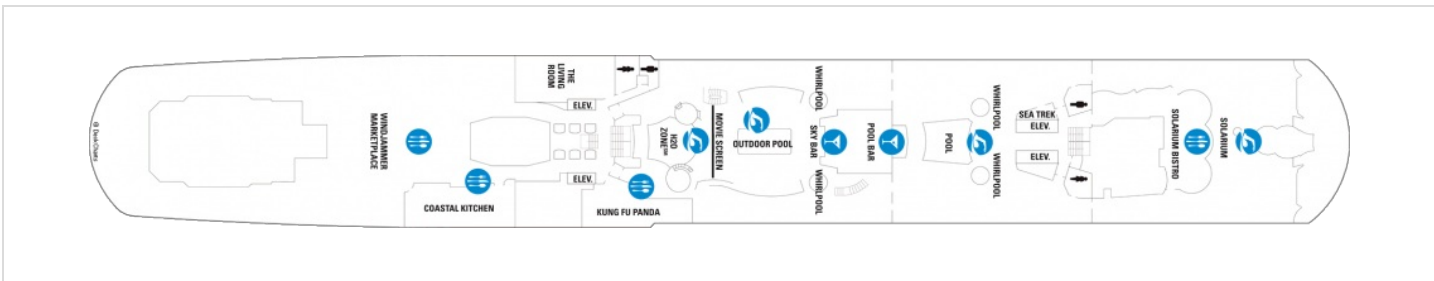 @ DeskChutes
WINDJAMMER
MARKETPLACE
COASTAL KITCHEN
THE
LIVING
ROOM
ELEV.
ELEV.
KUNG FU PANDA
H2O
ZONE
MOVIE SCREEN
OUTDOOR POOL
WHIRLPOOL
SKY BAR
WHIRLPOOL
POOL BAR
POOL
WHIRLPOOL
WHIRLPOOL
SEA TREK
ELEV.
ELEV.
SOLARIUM BISTRO
SOLARIUM